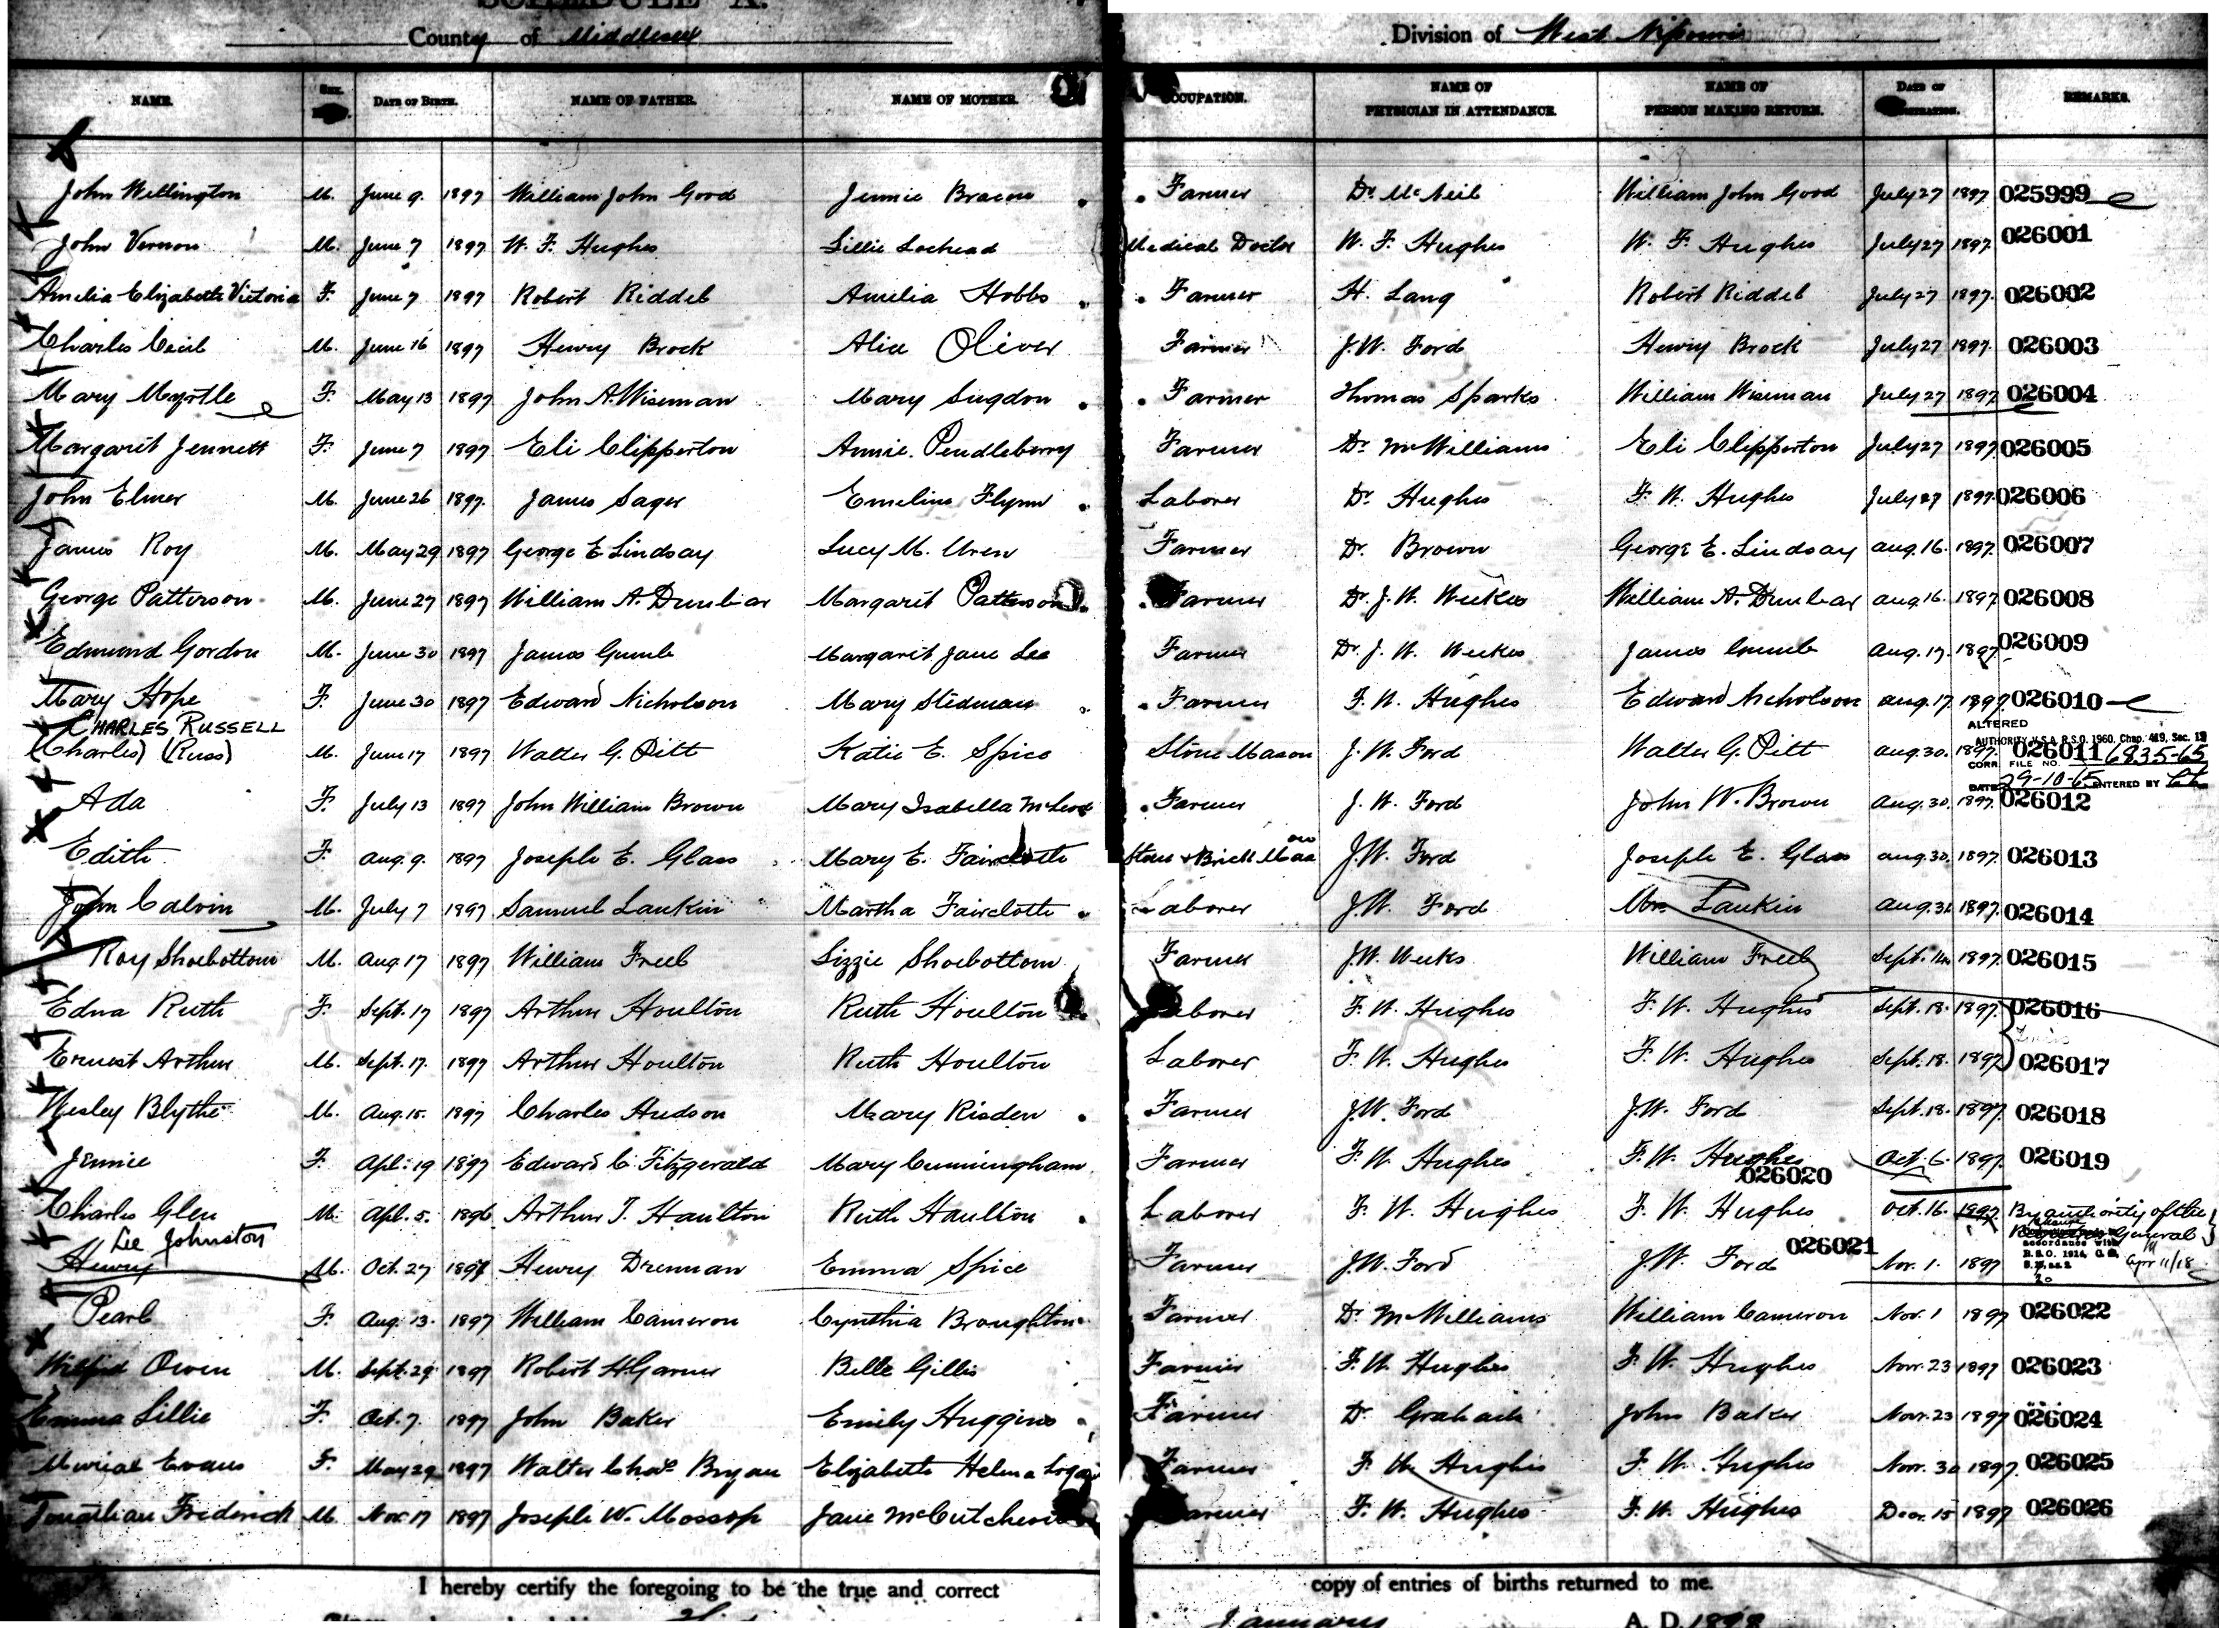 SCHEDULE A.
County of Middlesex Division of West Nissouri
NAME. Sex. DATE OF BIRTH. NAME OF FATHER. NAME OF MOTHER. OCCUPATION. NAME OF PHYSICIAN IN ATTENDANCE. NAME OF PERSON MAKING RETURN. DATE OF REMARKS.
John Wellington M. June 9. 1897 William John Good Jennie Farmer Dr. McNeil William John Good July 27 1897 025999
John Vernon M. June 7 1897 W. F. Hughes Lillie Lochead Medical Doctor W. F. Hughes W. F. Hughes July 27 1897. 026001
Amelia Elizabeth Victoria F. June 7 1897 Robert Riddel Amelia Hobbs Farmer H. Lang Robert Riddel July 27 1897. 026002
Charles Cecil M. June 16 1897 Henry Brock Alice Oliver Farmer J.W. Ford Henry Brock July 27 1897. 026003
Mary Myrtle F. May 13 1897 John A. Wiseman Mary Sugdon Farmer Thomas Sparks William Wiseman July 27 1897 026004
Margaret Jennett F. June 7 1897. Eli Clipperton Annie Pendleberry Farmer Dr. McWilliams Eli Clipperton July 27 1897 026005
John Elmer M. June 26 1897. James Sager Emeline Flynn Laborer Dr. Hughes F. W. Hughes July 27 1897 026006
James Roy M. May 29 1897 George E Lindsay Lucy M. Uren Farmer Dr. Brown George E. Lindsay Aug. 16. 1897. 026007
George Patterson M. June 27 1897 William A. Dunbar Margaret Patterson Farmer Dr. J. W. Weekes William A. Dunbar Aug. 16. 1897. 026008
Edmund Gordon M. June 30 1897 James Gumb Margaret Jane Lee Farmer Dr. J. W. Weekes James Aug. 17. 1897 026009
Mary Hope F. June 30 1897 Edward Nicholson Mary Stedman Farmer F. W. Hughes Edward Nicholson Aug. 17 1897 026010
CHARLES RUSSELL ALTERED
(Charles) (Russ) M. June 17 1897 Walter G. Pitt Katie E. Spice Stone Mason J. W. Ford Walter G. Pitt Aug. 30. 1897. AUTHORITY V.S.A. R.S.O. 1960, Chap. 419, Sec. 026011 CORR. FILE NO. 6835-65
DATE 29-10-65 ENTERED BY
Ada F. July 13 1897 John William Brown Mary Isabella McLeod Farmer J. W. Ford John W. Brown Aug. 30. 1897. 026012
Edith F. Aug. 9. 1897 Joseph E. Glass Mary E. Faircloth Stone & Brick Mason J.W. Ford Joseph E. Glass Aug. 30. 1897. 026013
John Calvin M. July 7 1897 Samuel Lankin Martha Faircloth Laborer J.W. Ford Mr. Lankin Aug. 31 1897. 026014
Roy Shoebottom M. Aug 17 1897 William Freel Lizzie Shoebottom Farmer J.W. Weeks William Freel Sept. 1897. 026015
Edna Ruth F. Sept. 17 1897 Arthur Houlton Ruth Houlton Laborer F. W. Hughes F. W. Hughes Sept. 18. 1897. 026016
Ernest Arthur M. Sept. 17. 1897 Arthur Houlton Ruth Houlton Laborer F. W. Hughes F. W. Hughes Sept. 18. 1897 026017
Wesley Blythe M. Aug. 15. 1897 Charles Hudson Mary Risden Farmer J.W. Ford J.W. Ford Sept. 18. 1897. 026018
Jennie F. Apl. 19 1897 Edward C. Fitzgerald Mary Cunningham Farmer F. W. Hughes F. W. Hughes Oct. 6. 1897. 026019
026020
Charles Glen M. Apl. 5. 1896 Arthur T. Haulton Ruth Haulton Laborer F. W. Hughes F. W. Hughes Oct. 16. 1897 By authority of the General
Lee Johnston accordance with
Henry M. Oct. 27 1897 Henry Drennan Emma Spice Farmer J.W. Ford J.W. Ford 026021 Nov. 1. 1897 R.S.O. 1914, Apr 11/18
Pearl F. Aug. 13. 1897 William Cameron Cynthia Broughton Farmer Dr. McWilliams William Cameron Nov. 1 1897 026022
Wilfrid Owen M. Sept. 29 1897 Robert H. Garner Belle Gillis Farmer F. W. Hughes F. W. Hughes Nov. 23 1897 026023
Emma Lillie F. Oct. 7. 1897 John Baker Emily Huggins Farmer Dr. Graham John Baker Nov. 23 1897 026024
Evans F. May 29 1897 Walter Chas. Bryan Elizabeth Helena Logan Farmer F. W. Hughes F. W. Hughes Nov. 30 1897. 026025
Jonathan Frederick M. Nov. 17 1897 Joseph W. Mossop Jane McCutcheon Farmer F. W. Hughes F. W. Hughes Dec. 15 1897 026026
I hereby certify the foregoing to be the true and correct copy of entries of births returned to me.
January A. D. 1898